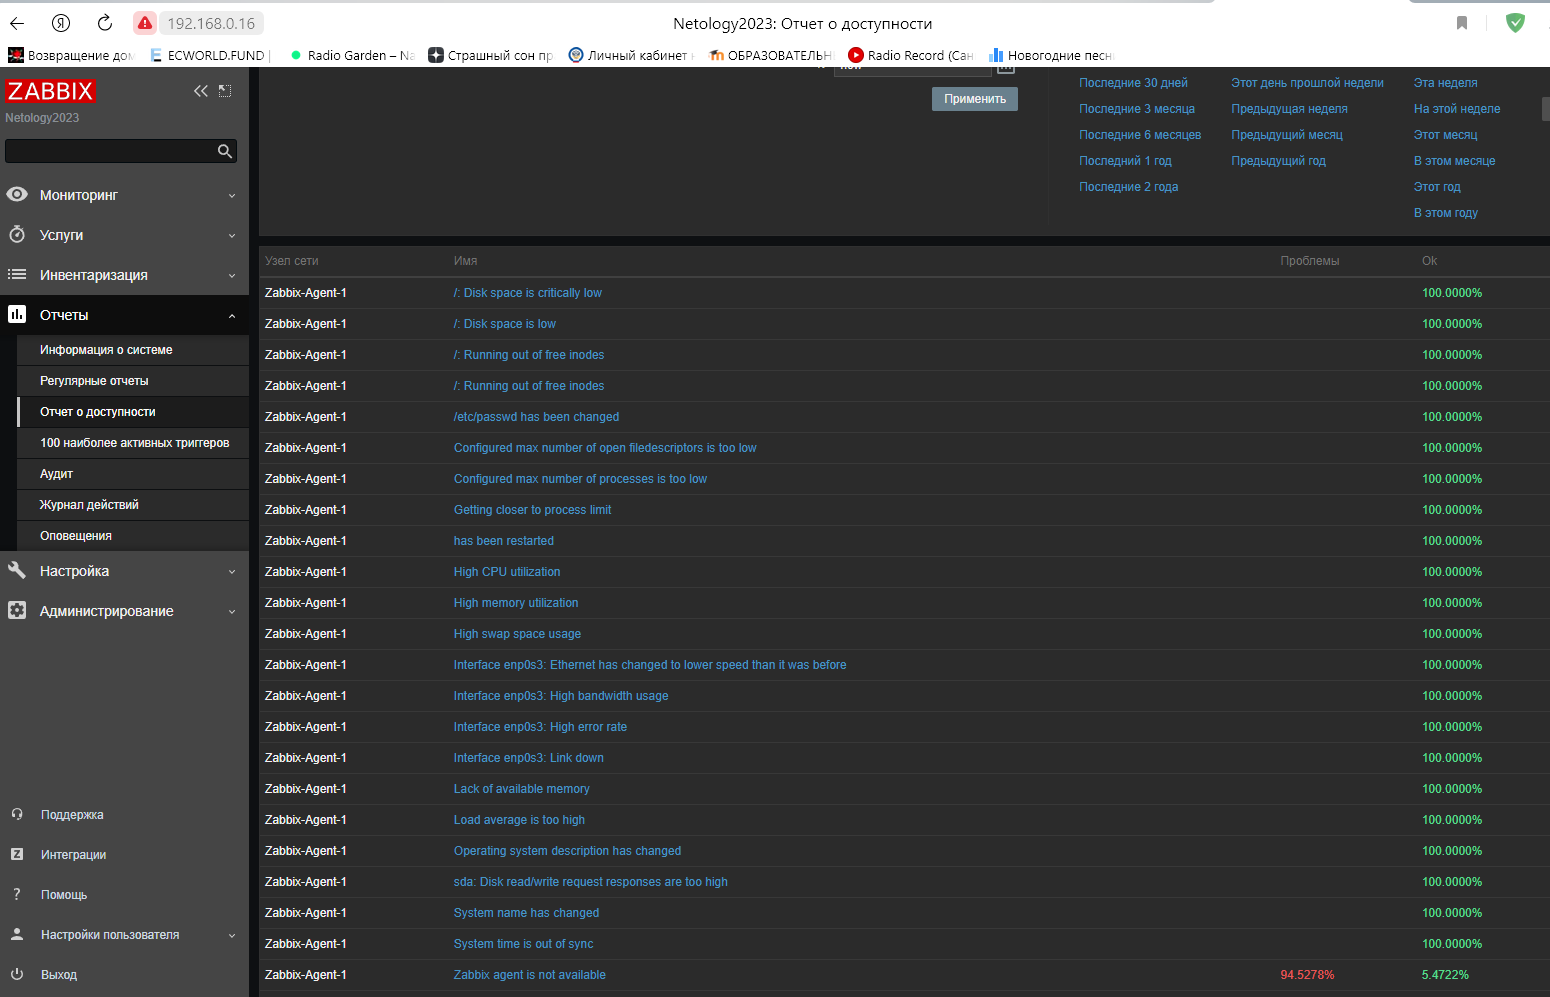 192.168.0.16
Netology2023: Отчет о доступности
Возвращение дом
ECWORLD.FUND |
Radio Garden – Na
Страшный сон пр
Личный кабинет
ОБРАЗОВАТЕЛЬН
Radio Record (Сан
Новогодние песн
ZABBIX
Netology2023
Мониторинг
Услуги
Инвентаризация
Отчеты
Информация о системе
Регулярные отчеты
Отчет о доступности
100 наиболее активных триггеров
Аудит
Журнал действий
Оповещения
Настройка
Администрирование
Поддержка
Интеграции
Помощь
Настройки пользователя
Выход
Применить
Последние 30 дней Этот день прошлой недели Эта неделя
Последние 3 месяца Предыдущая неделя На этой неделе
Последние 6 месяцев Предыдущий месяц Этот месяц
Последний 1 год Предыдущий год В этом месяце
Последние 2 года Этот год
В этом году
Узел сети Имя Проблемы Ok
Zabbix-Agent-1 /: Disk space is critically low 100.0000%
Zabbix-Agent-1 /: Disk space is low 100.0000%
Zabbix-Agent-1 /: Running out of free inodes 100.0000%
Zabbix-Agent-1 /: Running out of free inodes 100.0000%
Zabbix-Agent-1 /etc/passwd has been changed 100.0000%
Zabbix-Agent-1 Configured max number of open filedescriptors is too low 100.0000%
Zabbix-Agent-1 Configured max number of processes is too low 100.0000%
Zabbix-Agent-1 Getting closer to process limit 100.0000%
Zabbix-Agent-1 has been restarted 100.0000%
Zabbix-Agent-1 High CPU utilization 100.0000%
Zabbix-Agent-1 High memory utilization 100.0000%
Zabbix-Agent-1 High swap space usage 100.0000%
Zabbix-Agent-1 Interface enp0s3: Ethernet has changed to lower speed than it was before 100.0000%
Zabbix-Agent-1 Interface enp0s3: High bandwidth usage 100.0000%
Zabbix-Agent-1 Interface enp0s3: High error rate 100.0000%
Zabbix-Agent-1 Interface enp0s3: Link down 100.0000%
Zabbix-Agent-1 Lack of available memory 100.0000%
Zabbix-Agent-1 Load average is too high 100.0000%
Zabbix-Agent-1 Operating system description has changed 100.0000%
Zabbix-Agent-1 sda: Disk read/write request responses are too high 100.0000%
Zabbix-Agent-1 System name has changed 100.0000%
Zabbix-Agent-1 System time is out of sync 100.0000%
Zabbix-Agent-1 Zabbix agent is not available 94.5278% 5.4722%